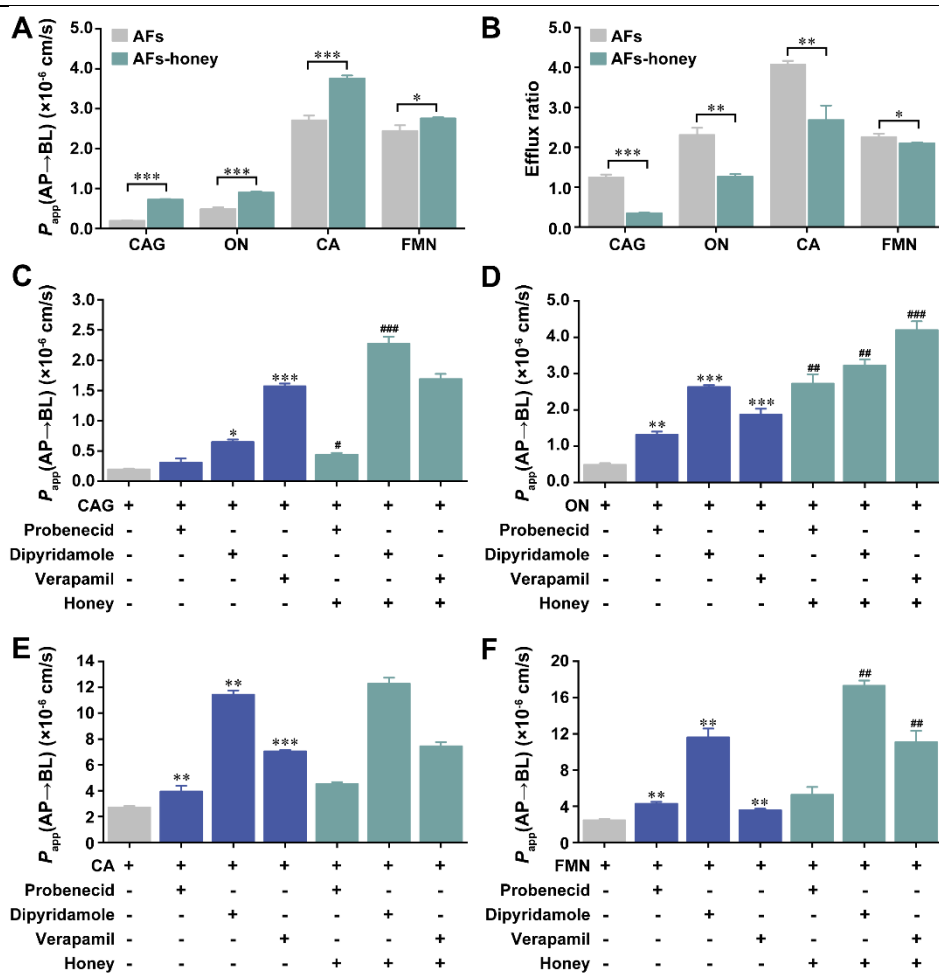 A
AFs
AFs-honey
Papp(AP→BL) (×10-6 cm/s)
4.0
3.0
2.0
1.0
0.0
***
***
***
*
CAG ON CA FMN
B
AFs
AFs-honey
Efflux ratio
5.0
4.0
3.0
2.0
1.0
0.0
***
**
**
*
CAG ON CA FMN
C
Papp(AP→BL) (×10-6 cm/s)
3.0
2.5
2.0
1.5
1.0
0.5
0.0
*
***
#
###
CAG + + + + + + +
Probenecid - + - - + - -
Dipyridamole - - + - - + -
Verapamil - - - + - - +
Honey - - - - + + +
D
Papp(AP→BL) (×10-6 cm/s)
5.0
4.0
3.0
2.0
1.0
0.0
**
***
***
##
##
###
ON + + + + + + +
Probenecid - + - - + - -
Dipyridamole - - + - - + -
Verapamil - - - + - - +
Honey - - - - + + +
E
Papp(AP→BL) (×10-6 cm/s)
14
12
10
8
6
4
2
0
**
**
***
CA + + + + + + +
Probenecid - + - - + - -
Dipyridamole - - + - - + -
Verapamil - - - + - - +
Honey - - - - + + +
F
Papp(AP→BL) (×10-6 cm/s)
20
16
12
8
4
0
**
**
**
##
##
FMN + + + + + + +
Probenecid - + - - + - -
Dipyridamole - - + - - + -
Verapamil - - - + - - +
Honey - - - - + + +